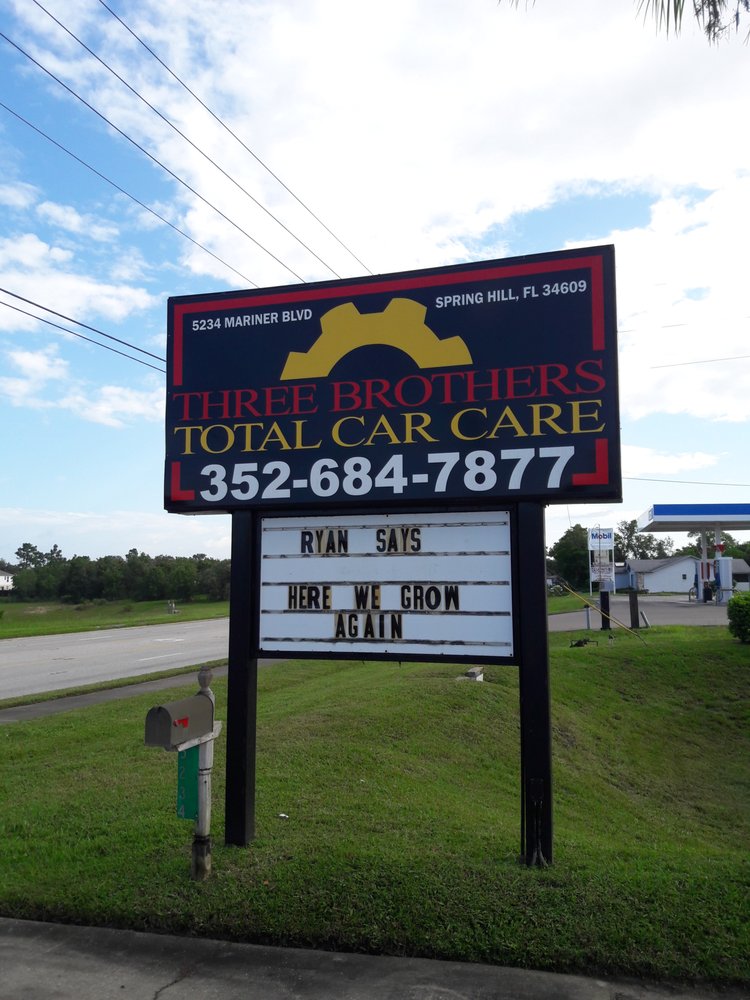 5234 MARINER BLVD
SPRING HILL, FL 34609
THREE BROTHERS
TOTAL CAR CARE
352-684-7877
RYAN SAYS
HERE WE GROW
AGAIN
Mobil
5234